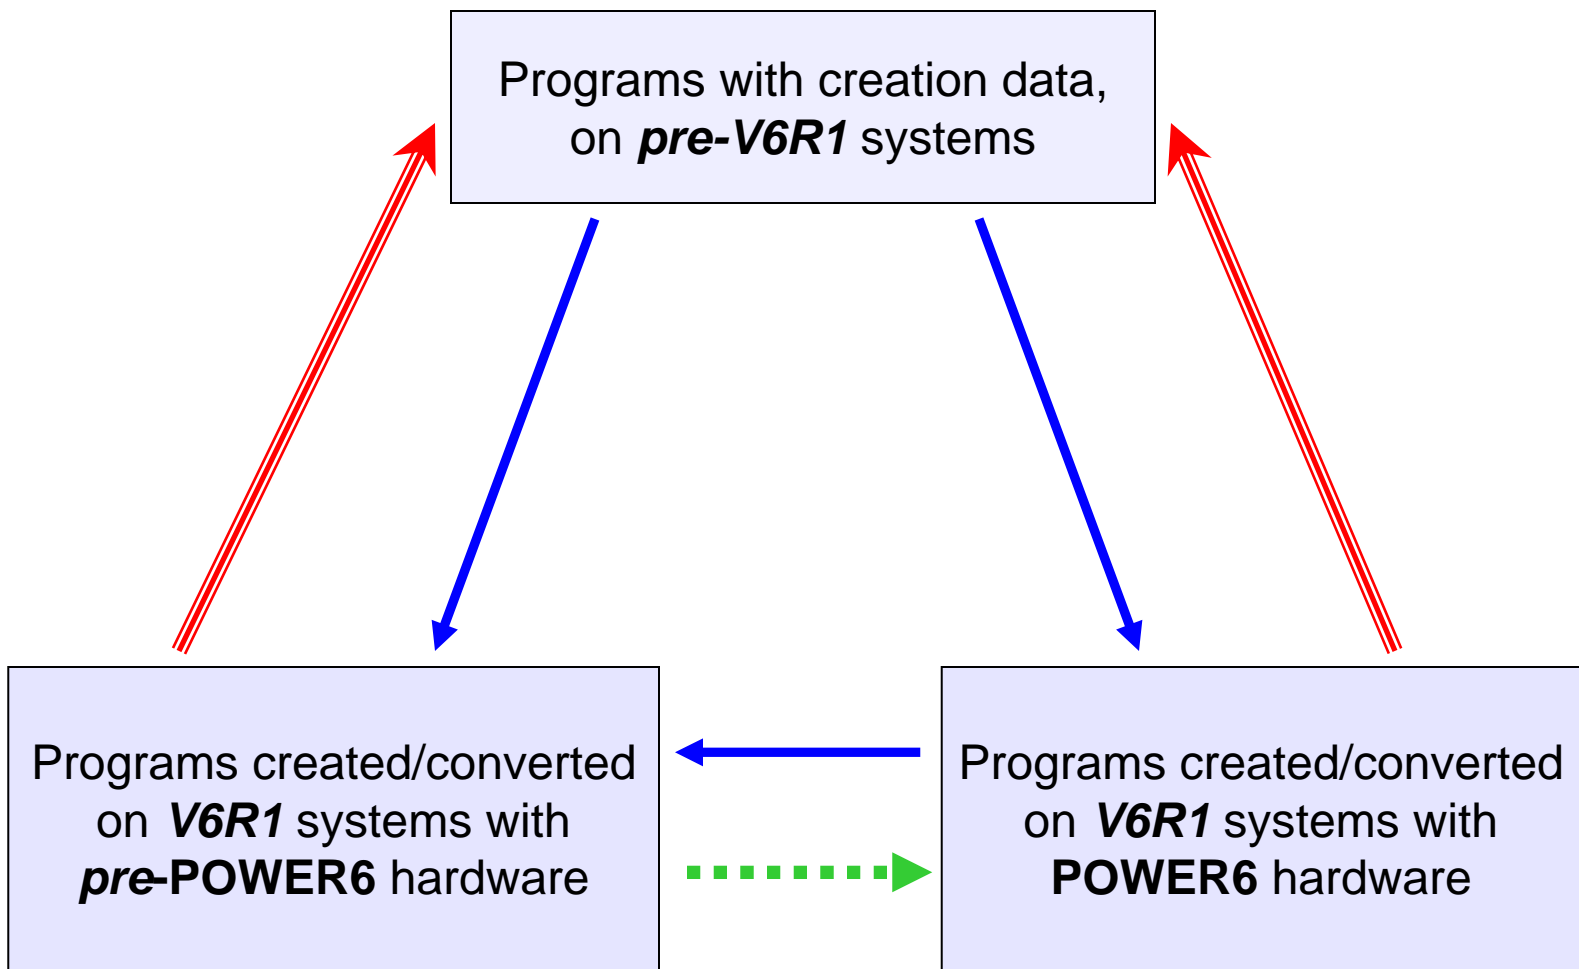 Programs with creation data,
on pre-V6R1 systems
Programs created/converted
on V6R1 systems with
pre-POWER6 hardware
Programs created/converted
on V6R1 systems with
POWER6 hardware